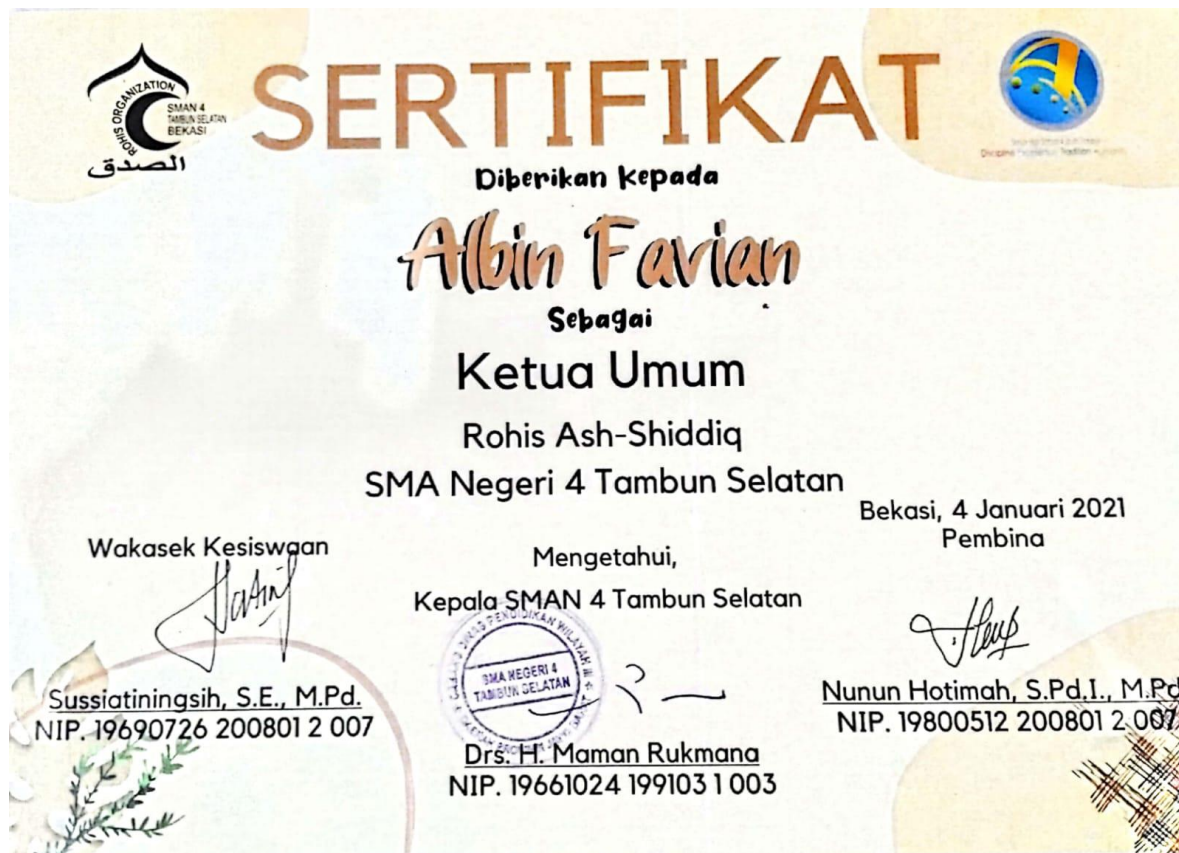 SERTIFIKAT
ROHIS ORGANIZATION
SMAN 4
TAMBUN SELATAN
BEKASI
الصدق
Diberikan kepada
Albin Favian
Sebagai
Ketua Umum
Rohis Ash-Shiddiq
SMA Negeri 4 Tambun Selatan
Bekasi, 4 Januari 2021
Pembina
Wakasek Kesiswaan
Mengetahui,
Kepala SMAN 4 Tambun Selatan
SMA NEGERI 4
TAMBUN SELATAN
Sussiatiningsih, S.E., M.Pd.
NIP. 19690726 200801 2 007
Nunun Hotimah, S.Pd.I., M.Pd
NIP. 19800512 200801 2 007
Drs. H. Maman Rukmana
NIP. 19661024 199103 1 003